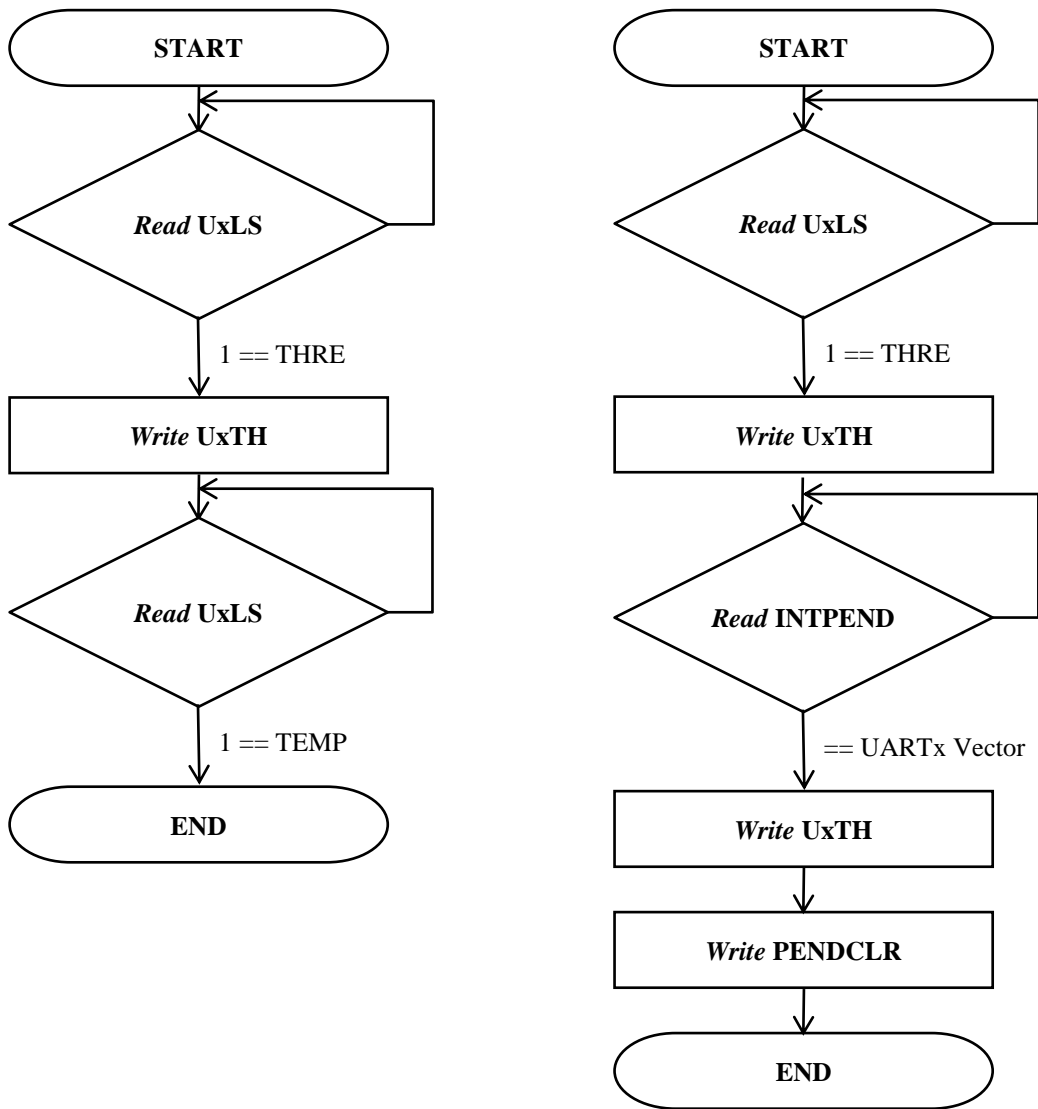 START
Read UxLS
1 == THRE
Write UxTH
Read UxLS
1 == TEMP
END
START
Read UxLS
1 == THRE
Write UxTH
Read INTPEND
== UARTx Vector
Write UxTH
Write PENDCLR
END